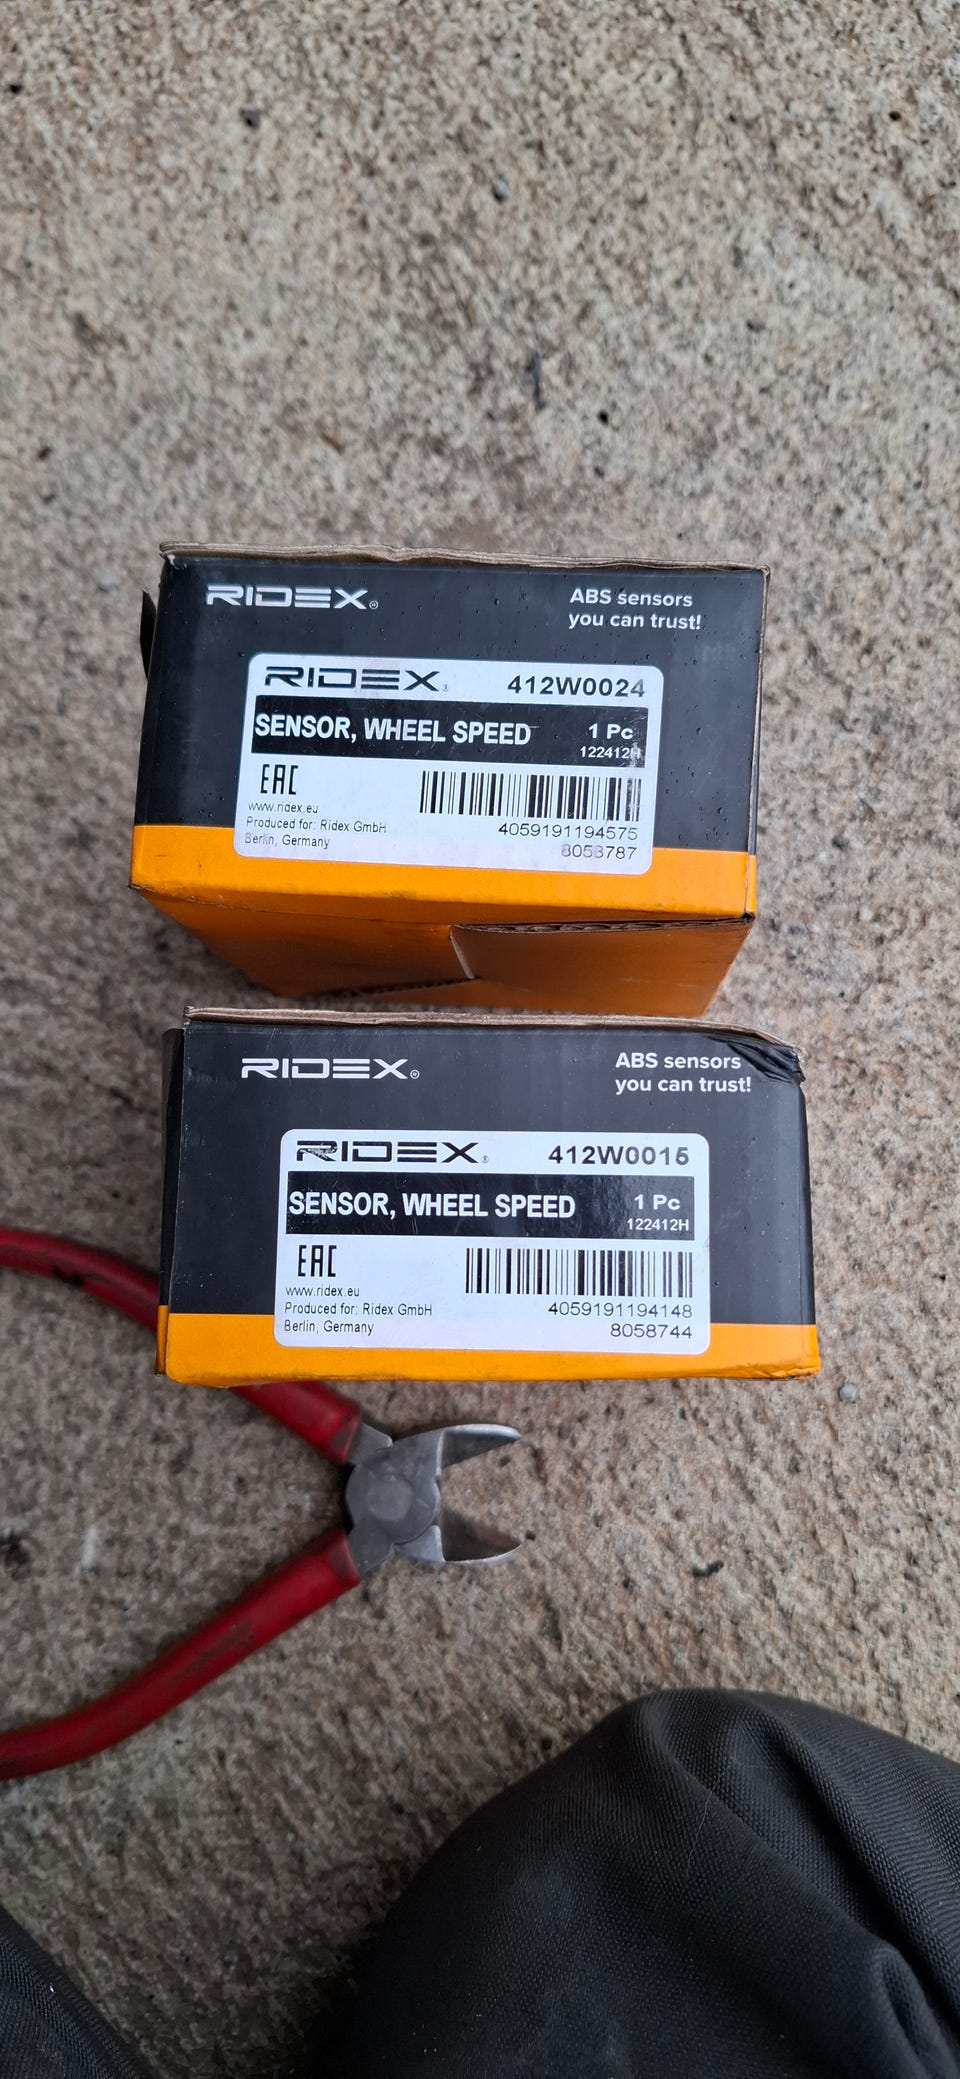 RIDEX®
ABS sensors
you can trust!
RIDEX® 412W0024
SENSOR, WHEEL SPEED 1 Pc
122412H
EAC
www.ridex.eu
Produced for: Ridex GmbH
Berlin, Germany
4059191194575
8058787
RIDEX®
ABS sensors
you can trust!
RIDEX® 412W0015
SENSOR, WHEEL SPEED 1 Pc
122412H
EAC
www.ridex.eu
Produced for: Ridex GmbH
Berlin, Germany
4059191194148
8058744